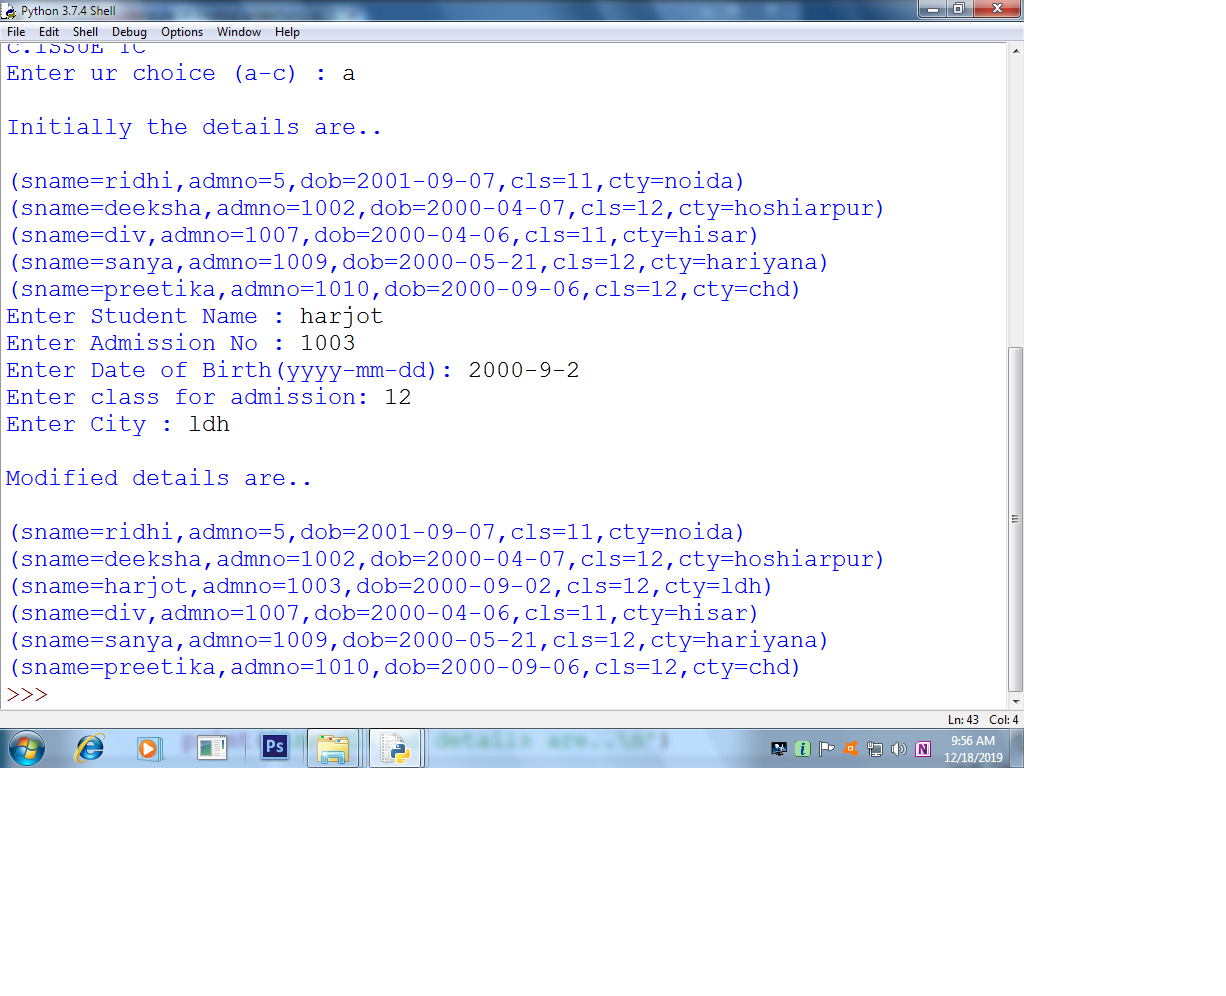 Python 3.7.4 Shell
File Edit Shell Debug Options Window Help
c.ISSUE TC
Enter ur choice (a-c) : a
Initially the details are..
(sname=ridhi,admno=5,dob=2001-09-07,cls=11,cty=noida)
(sname=deeksha,admno=1002,dob=2000-04-07,cls=12,cty=hoshiarpur)
(sname=div,admno=1007,dob=2000-04-06,cls=11,cty=hisar)
(sname=sanya,admno=1009,dob=2000-05-21,cls=12,cty=hariyana)
(sname=preetika,admno=1010,dob=2000-09-06,cls=12,cty=chd)
Enter Student Name : harjot
Enter Admission No : 1003
Enter Date of Birth(yyyy-mm-dd): 2000-9-2
Enter class for admission: 12
Enter City : ldh
Modified details are..
(sname=ridhi,admno=5,dob=2001-09-07,cls=11,cty=noida)
(sname=deeksha,admno=1002,dob=2000-04-07,cls=12,cty=hoshiarpur)
(sname=harjot,admno=1003,dob=2000-09-02,cls=12,cty=ldh)
(sname=div,admno=1007,dob=2000-04-06,cls=11,cty=hisar)
(sname=sanya,admno=1009,dob=2000-05-21,cls=12,cty=hariyana)
(sname=preetika,admno=1010,dob=2000-09-06,cls=12,cty=chd)
>>>
Ln: 43 Col: 4
Ps
details are..\n")
9:56 AM
12/18/2019